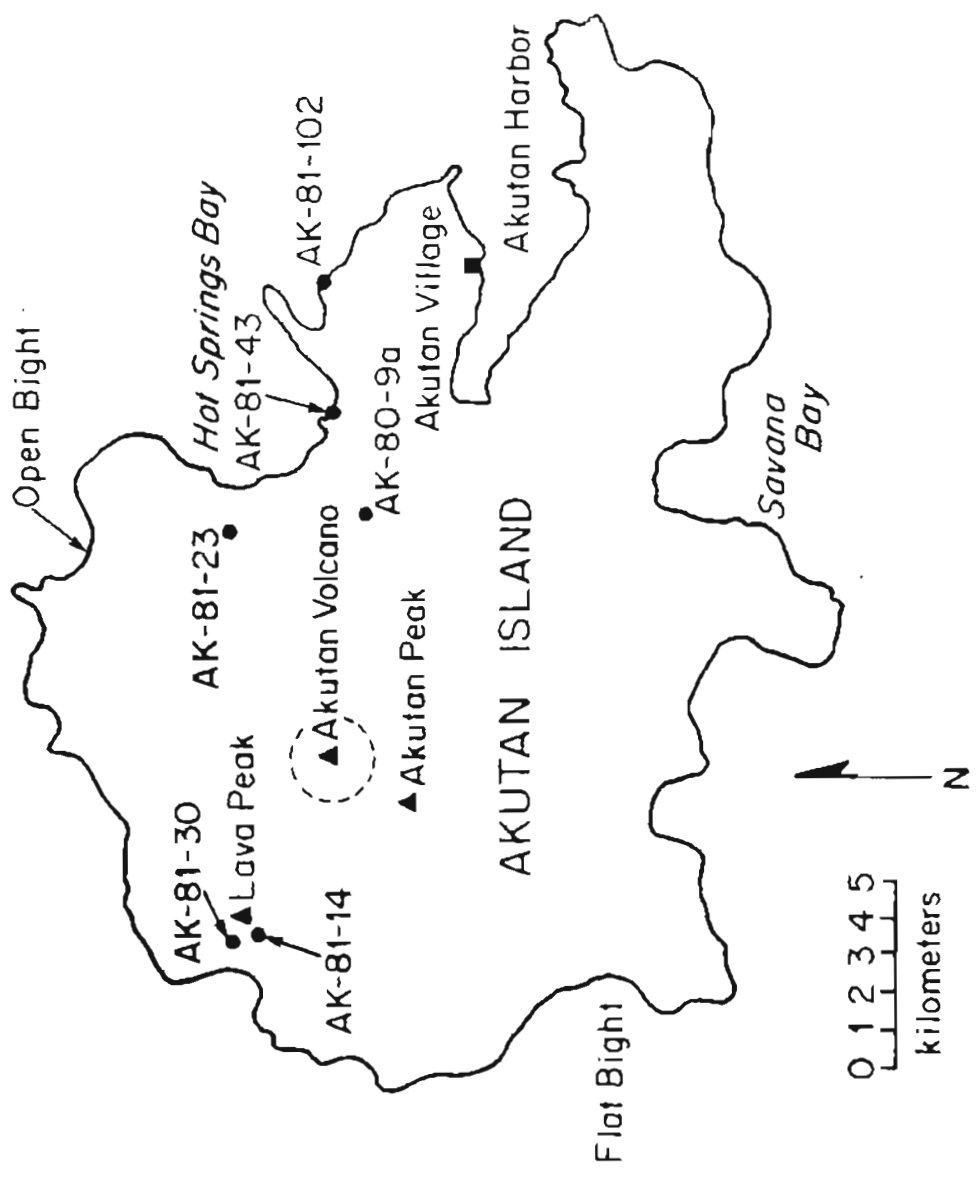 Open Bight
Hot Springs Bay
AK-81-102
AK-81-43
AK-81-23
AK-81-30
Lava Peak
AK-81-14
Akutan Volcano
AK-80-9a
Akutan Village
Akutan Harbor
Akutan Peak
AKUTAN ISLAND
Flat Bight
Savana
Bay
0 1 2 3 4 5
kilometers
N